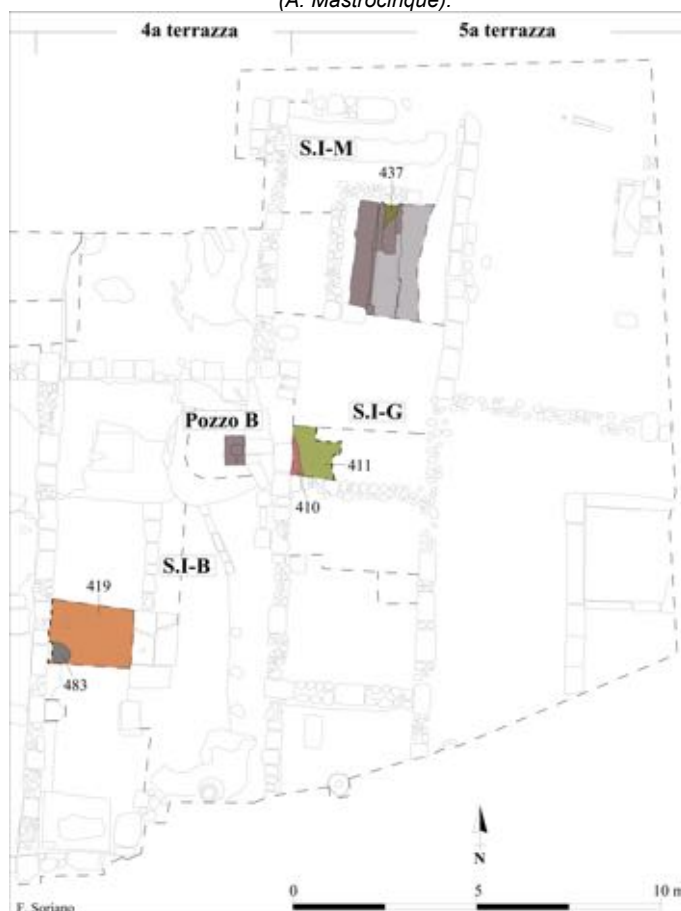 (A. Mastrocinque).
4a terrazza 5a terrazza
S.I-M
437
S.I-G
Pozzo B
411
410
S.I-B
419
483
N
0 5 10 m
F. Soriano